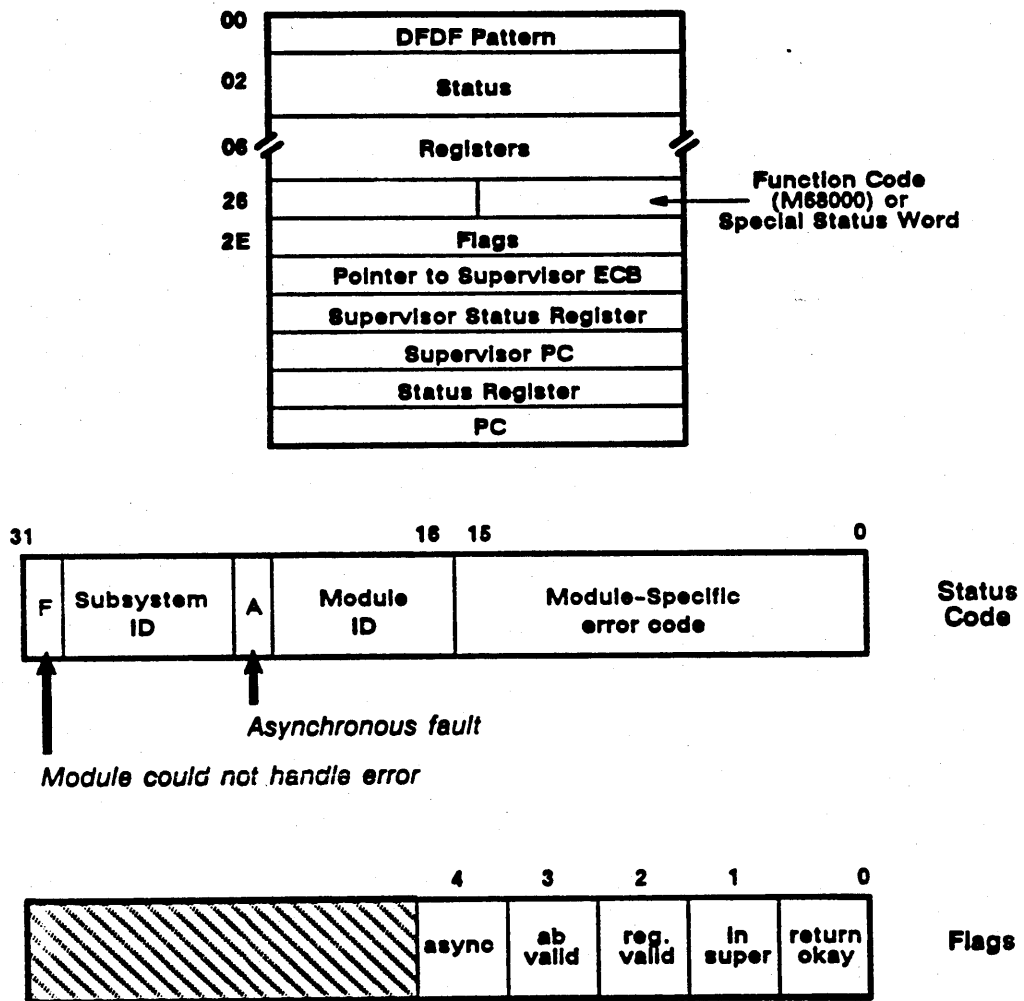 00
DFDF Pattern
02
Status
06
Registers
26
Function Code
(M68000) or
Special Status Word
2E
Flags
Pointer to Supervisor ECB
Supervisor Status Register
Supervisor PC
Status Register
PC
31 16 15 0
F
Subsystem
ID
A
Module
ID
Module-Specific
error code
Status
Code
Asynchronous fault
Module could not handle error
4 3 2 1 0
async
ab
valid
reg.
valid
in
super
return
okay
Flags